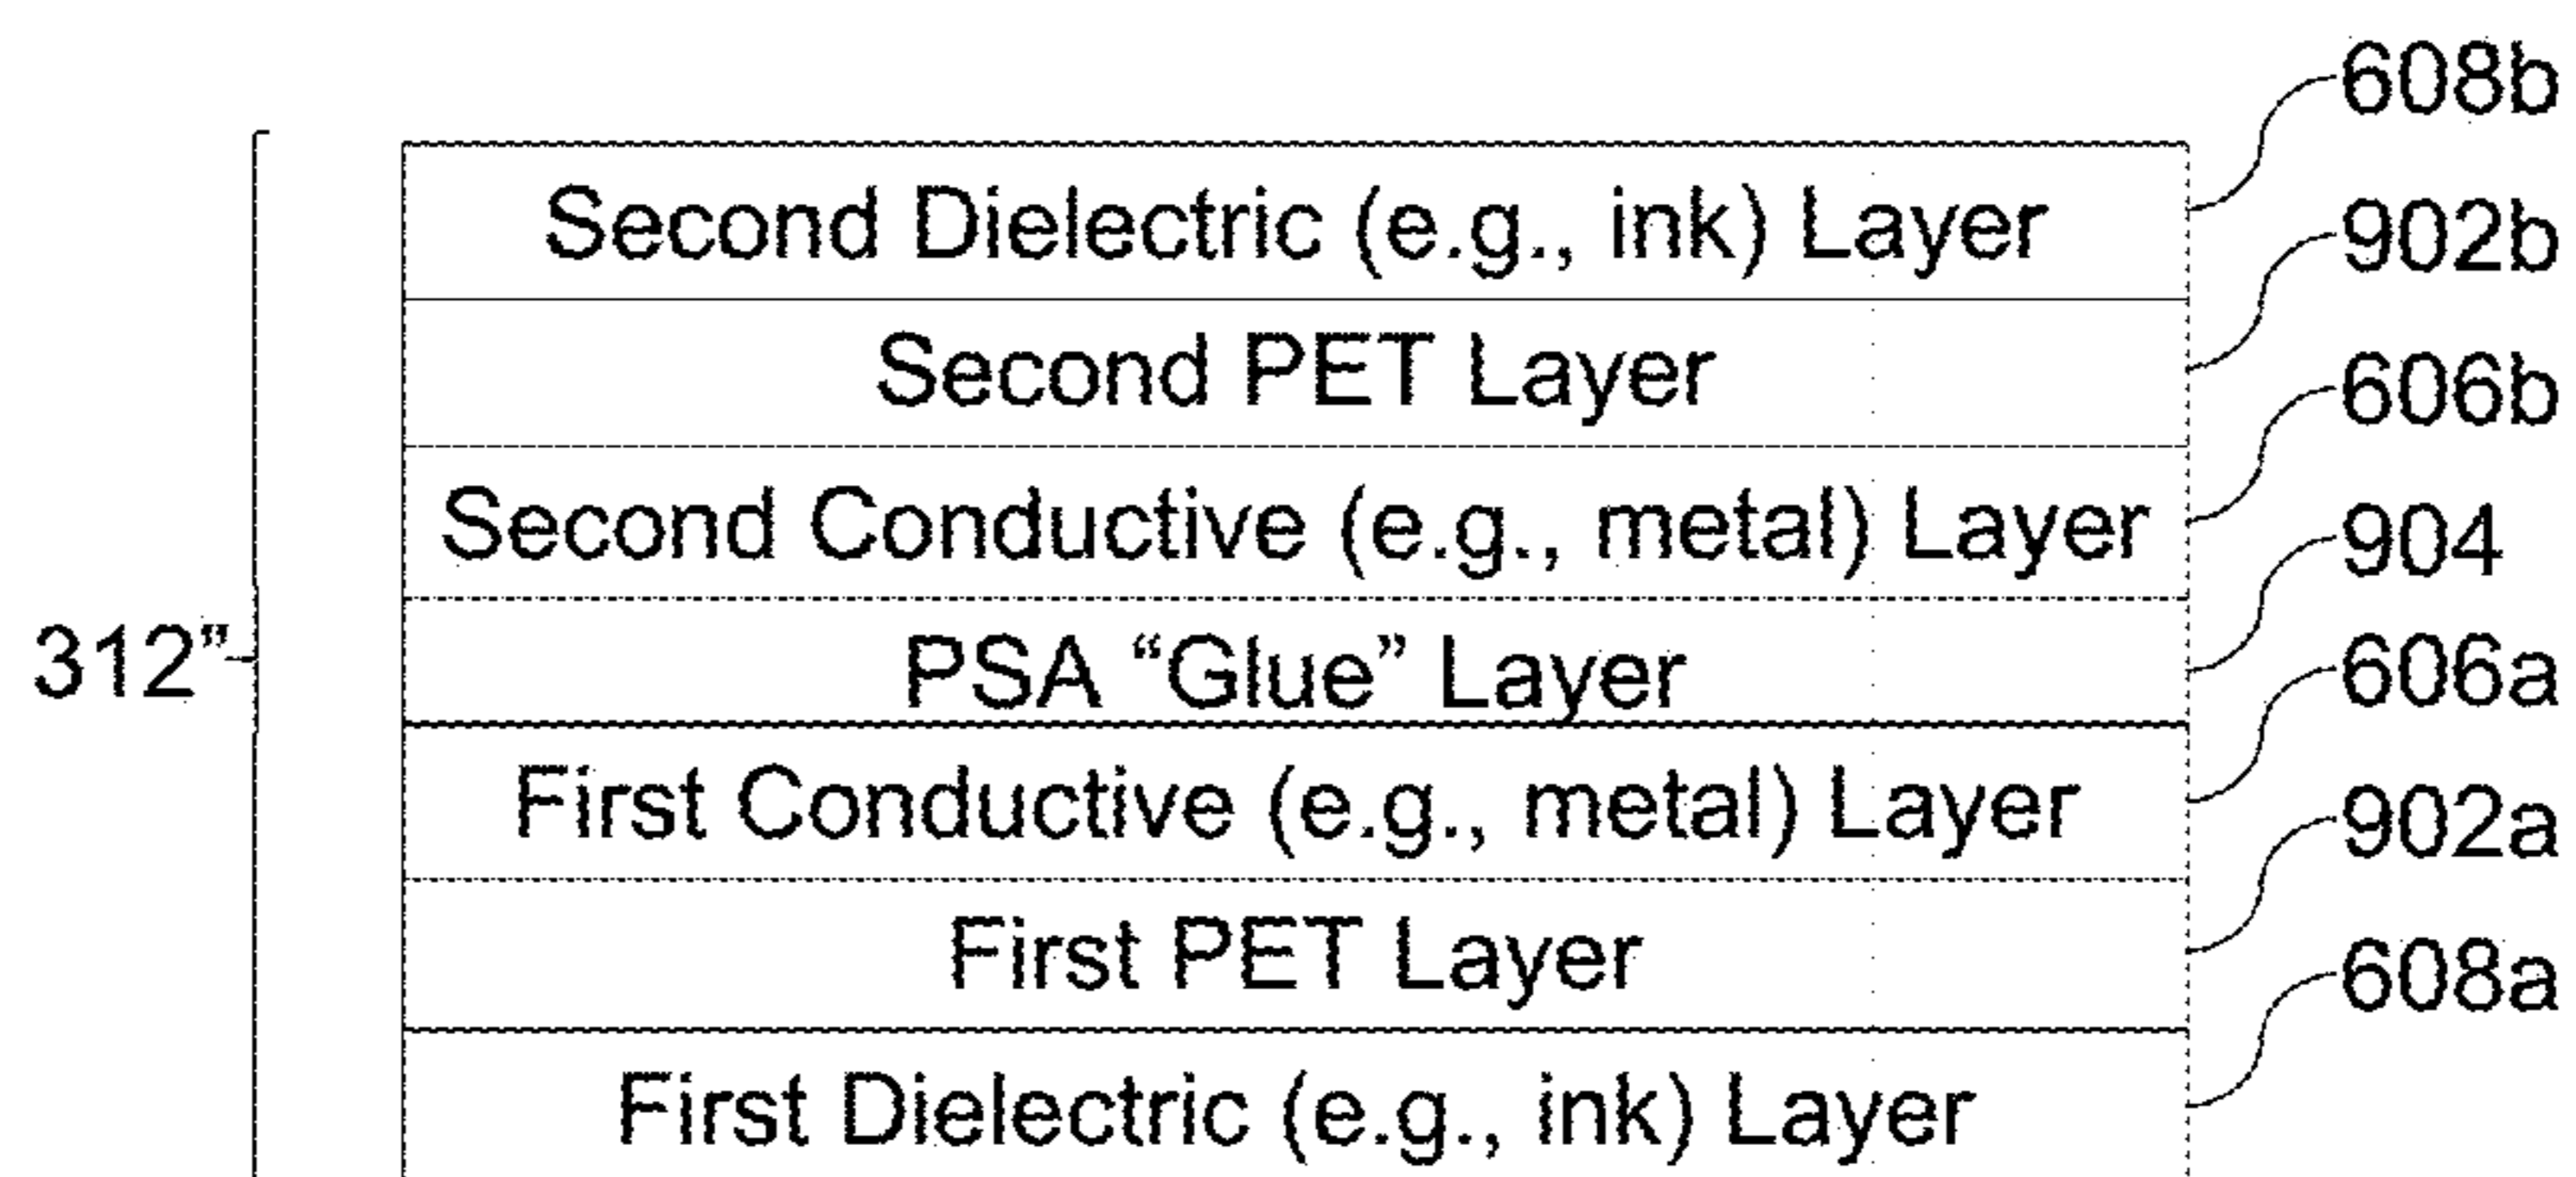 608b
Second Dielectric (e.g., ink) Layer
902b
Second PET Layer
606b
Second Conductive (e.g., metal) Layer
904
312”
PSA “Glue” Layer
606a
First Conductive (e.g., metal) Layer
902a
First PET Layer
608a
First Dielectric (e.g., ink) Layer